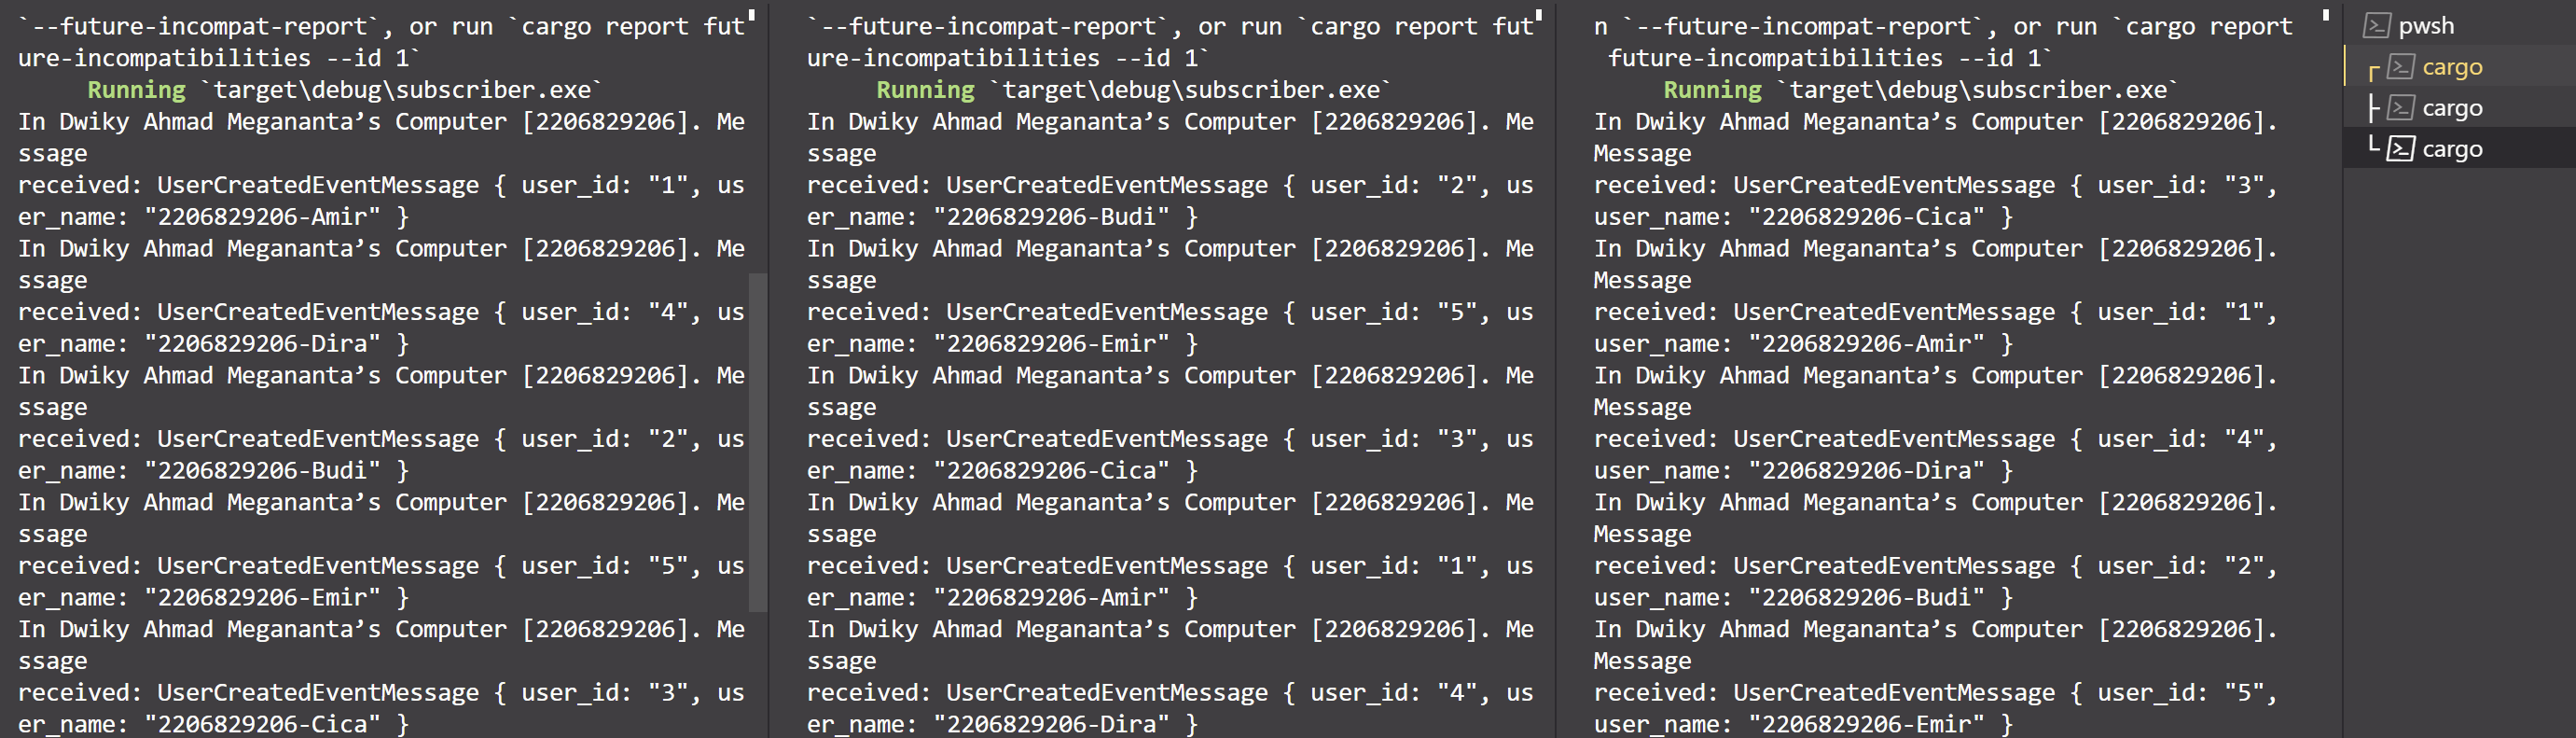 `--future-incompat-report`, or run `cargo report fut
ure-incompatibilities --id 1`
Running `target\debug\subscriber.exe`
In Dwiky Ahmad Megananta’s Computer [2206829206]. Me
ssage
received: UserCreatedEventMessage { user_id: "1", us
er_name: "2206829206-Amir" }
In Dwiky Ahmad Megananta’s Computer [2206829206]. Me
ssage
received: UserCreatedEventMessage { user_id: "4", us
er_name: "2206829206-Dira" }
In Dwiky Ahmad Megananta’s Computer [2206829206]. Me
ssage
received: UserCreatedEventMessage { user_id: "2", us
er_name: "2206829206-Budi" }
In Dwiky Ahmad Megananta’s Computer [2206829206]. Me
ssage
received: UserCreatedEventMessage { user_id: "5", us
er_name: "2206829206-Emir" }
In Dwiky Ahmad Megananta’s Computer [2206829206]. Me
ssage
received: UserCreatedEventMessage { user_id: "3", us
er_name: "2206829206-Cica" }
`--future-incompat-report`, or run `cargo report fut
ure-incompatibilities --id 1`
Running `target\debug\subscriber.exe`
In Dwiky Ahmad Megananta’s Computer [2206829206]. Me
ssage
received: UserCreatedEventMessage { user_id: "2", us
er_name: "2206829206-Budi" }
In Dwiky Ahmad Megananta’s Computer [2206829206]. Me
ssage
received: UserCreatedEventMessage { user_id: "5", us
er_name: "2206829206-Emir" }
In Dwiky Ahmad Megananta’s Computer [2206829206]. Me
ssage
received: UserCreatedEventMessage { user_id: "3", us
er_name: "2206829206-Cica" }
In Dwiky Ahmad Megananta’s Computer [2206829206]. Me
ssage
received: UserCreatedEventMessage { user_id: "1", us
er_name: "2206829206-Amir" }
In Dwiky Ahmad Megananta’s Computer [2206829206]. Me
ssage
received: UserCreatedEventMessage { user_id: "4", us
er_name: "2206829206-Dira" }
n `--future-incompat-report`, or run `cargo report
future-incompatibilities --id 1`
Running `target\debug\subscriber.exe`
In Dwiky Ahmad Megananta’s Computer [2206829206].
Message
received: UserCreatedEventMessage { user_id: "3",
user_name: "2206829206-Cica" }
In Dwiky Ahmad Megananta’s Computer [2206829206].
Message
received: UserCreatedEventMessage { user_id: "1",
user_name: "2206829206-Amir" }
In Dwiky Ahmad Megananta’s Computer [2206829206].
Message
received: UserCreatedEventMessage { user_id: "4",
user_name: "2206829206-Dira" }
In Dwiky Ahmad Megananta’s Computer [2206829206].
Message
received: UserCreatedEventMessage { user_id: "2",
user_name: "2206829206-Budi" }
In Dwiky Ahmad Megananta’s Computer [2206829206].
Message
received: UserCreatedEventMessage { user_id: "5",
user_name: "2206829206-Emir" }
pwsh
cargo
cargo
cargo